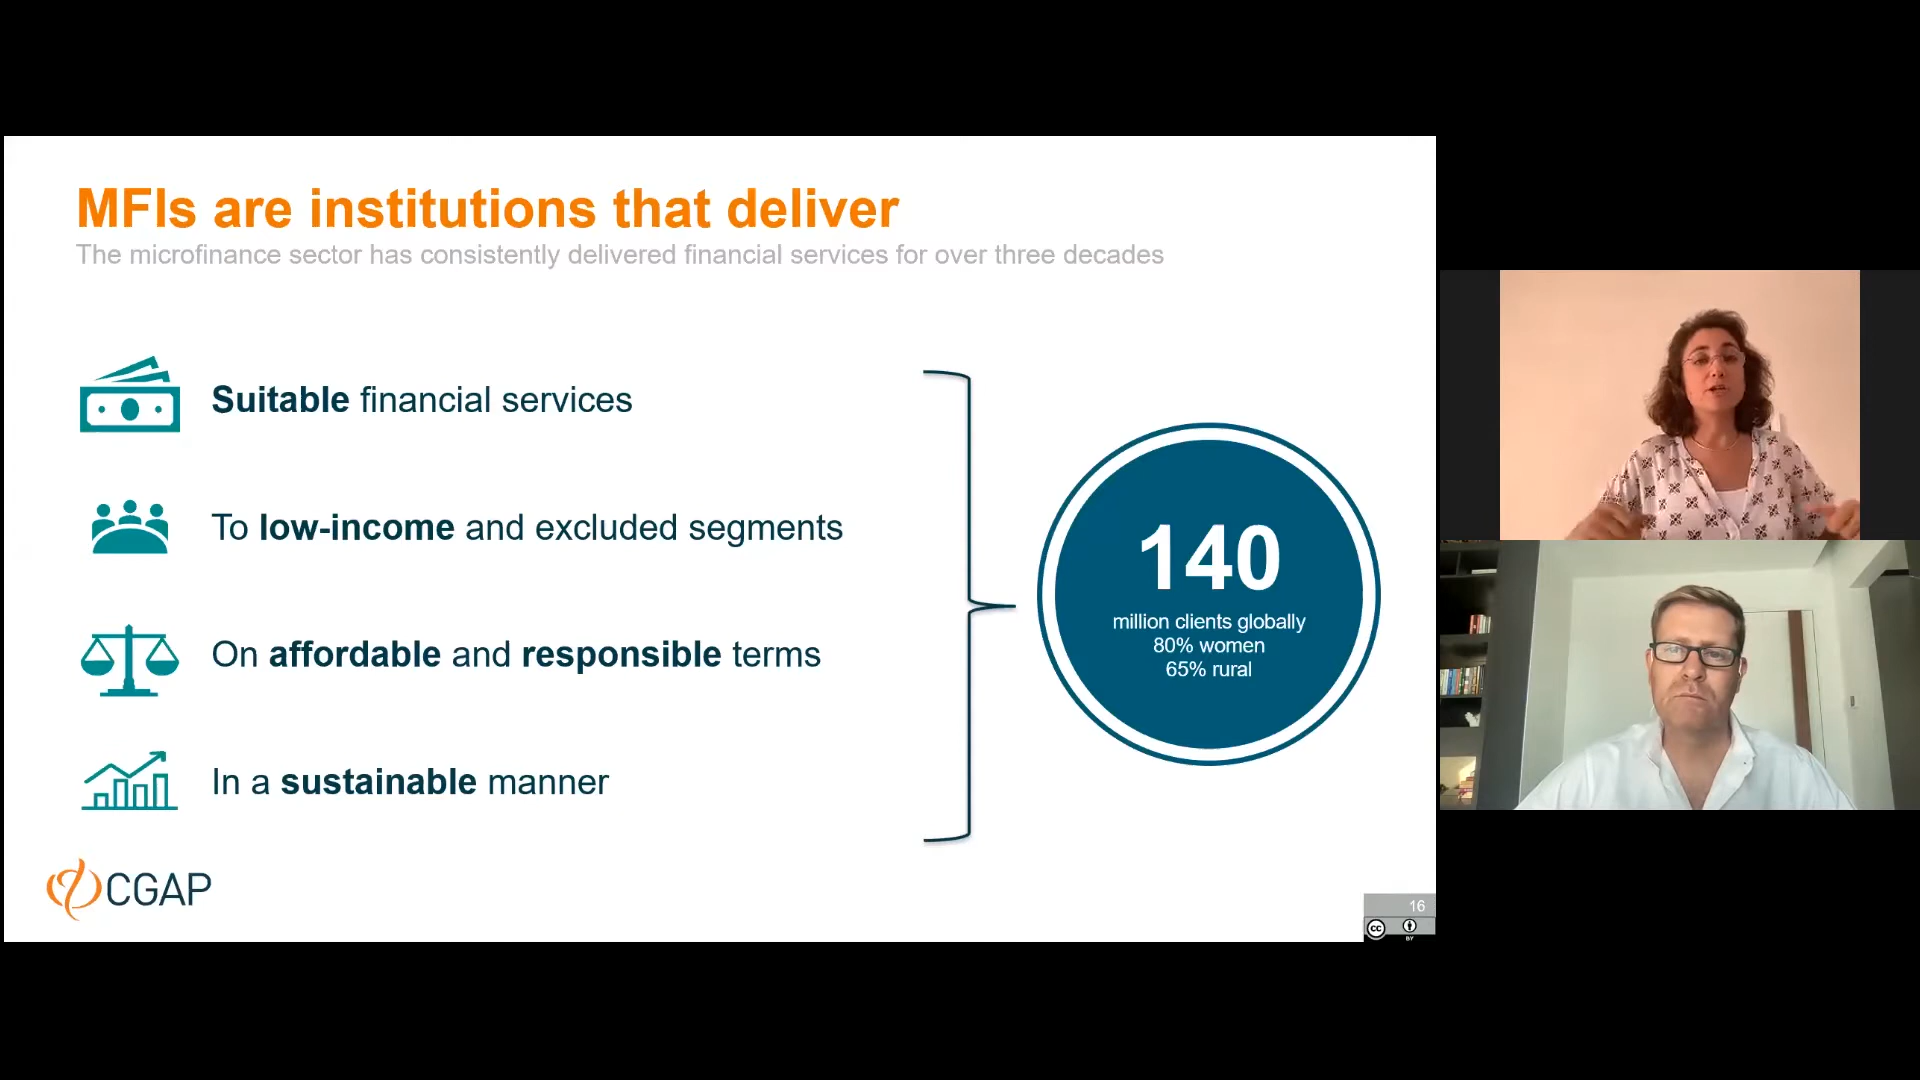 MFIs are institutions that deliver
The microfinance sector has consistently delivered financial services for over three decades
Suitable financial services
To low-income and excluded segments
On affordable and responsible terms
In a sustainable manner
140
million clients globally
80% women
65% rural
CGAP
16
cc
BY